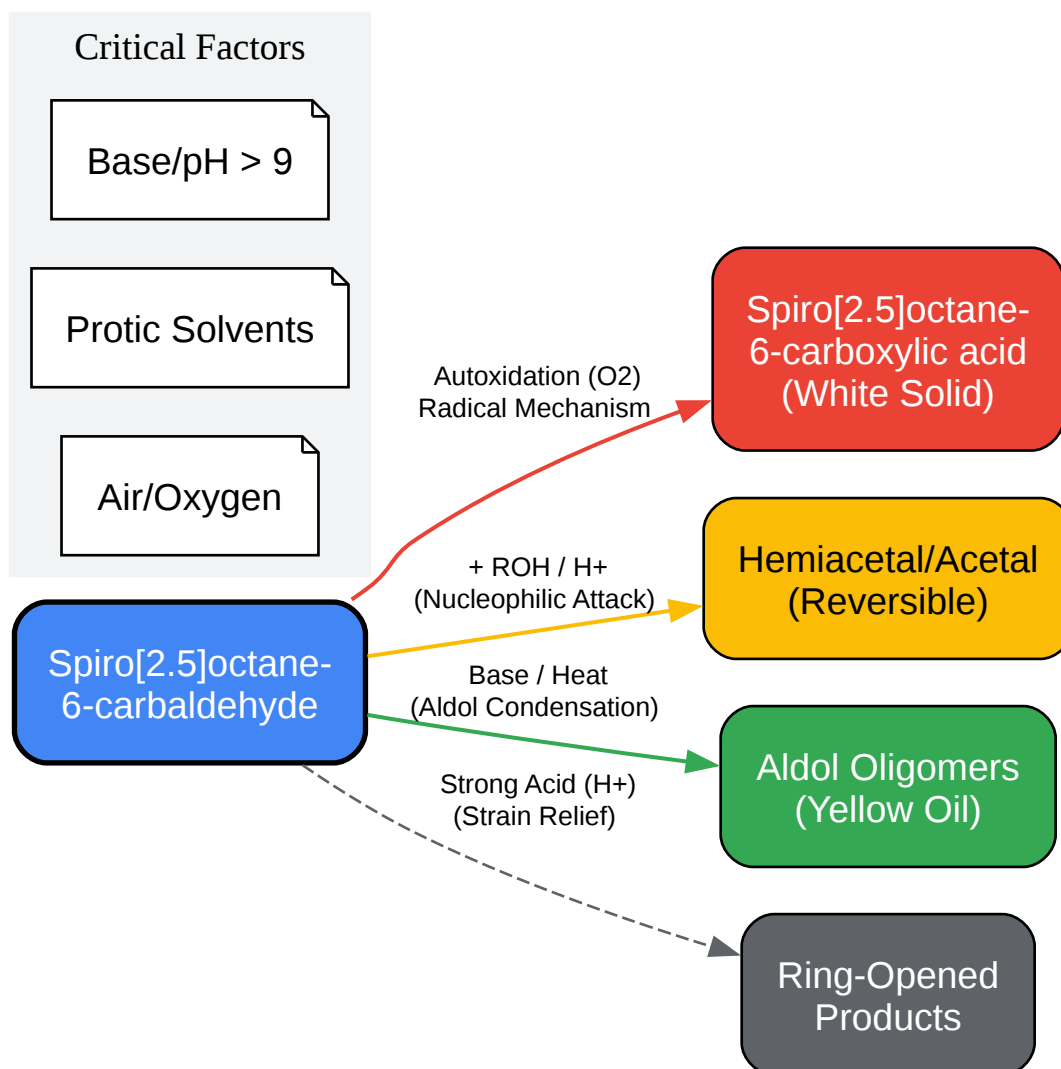 Critical Factors
Base/pH > 9
Protic Solvents
Air/Oxygen
Spiro[2.5]octane-
6-carbaldehyde
Autoxidation (O2)
Radical Mechanism
+ ROH / H+
(Nucleophilic Attack)
Base / Heat
(Aldol Condensation)
Strong Acid (H+)
(Strain Relief)
Spiro[2.5]octane-
6-carboxylic acid
(White Solid)
Hemiacetal/Acetal
(Reversible)
Aldol Oligomers
(Yellow Oil)
Ring-Opened
Products